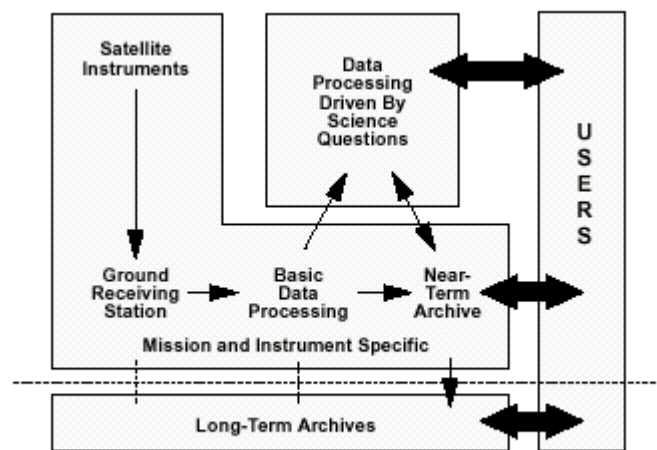 Satellite
Instruments
Data
Processing
Driven By
Science
Questions
USERS
Ground
Receiving
Station
Basic
Data
Processing
Near-
Term
Archive
Mission and Instrument Specific
Long-Term Archives